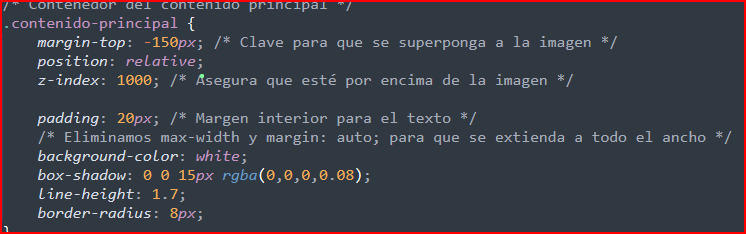 /* Contenedor del contenido principal */
.contenido-principal {
margin-top: -150px; /* Clave para que se superponga a la imagen */
position: relative;
z-index: 1000; /* Asegura que esté por encima de la imagen */
padding: 20px; /* Margen interior para el texto */
/* Eliminamos max-width y margin: auto; para que se extienda a todo el ancho */
background-color: white;
box-shadow: 0 0 15px rgba(0,0,0,0.08);
line-height: 1.7;
border-radius: 8px;
}